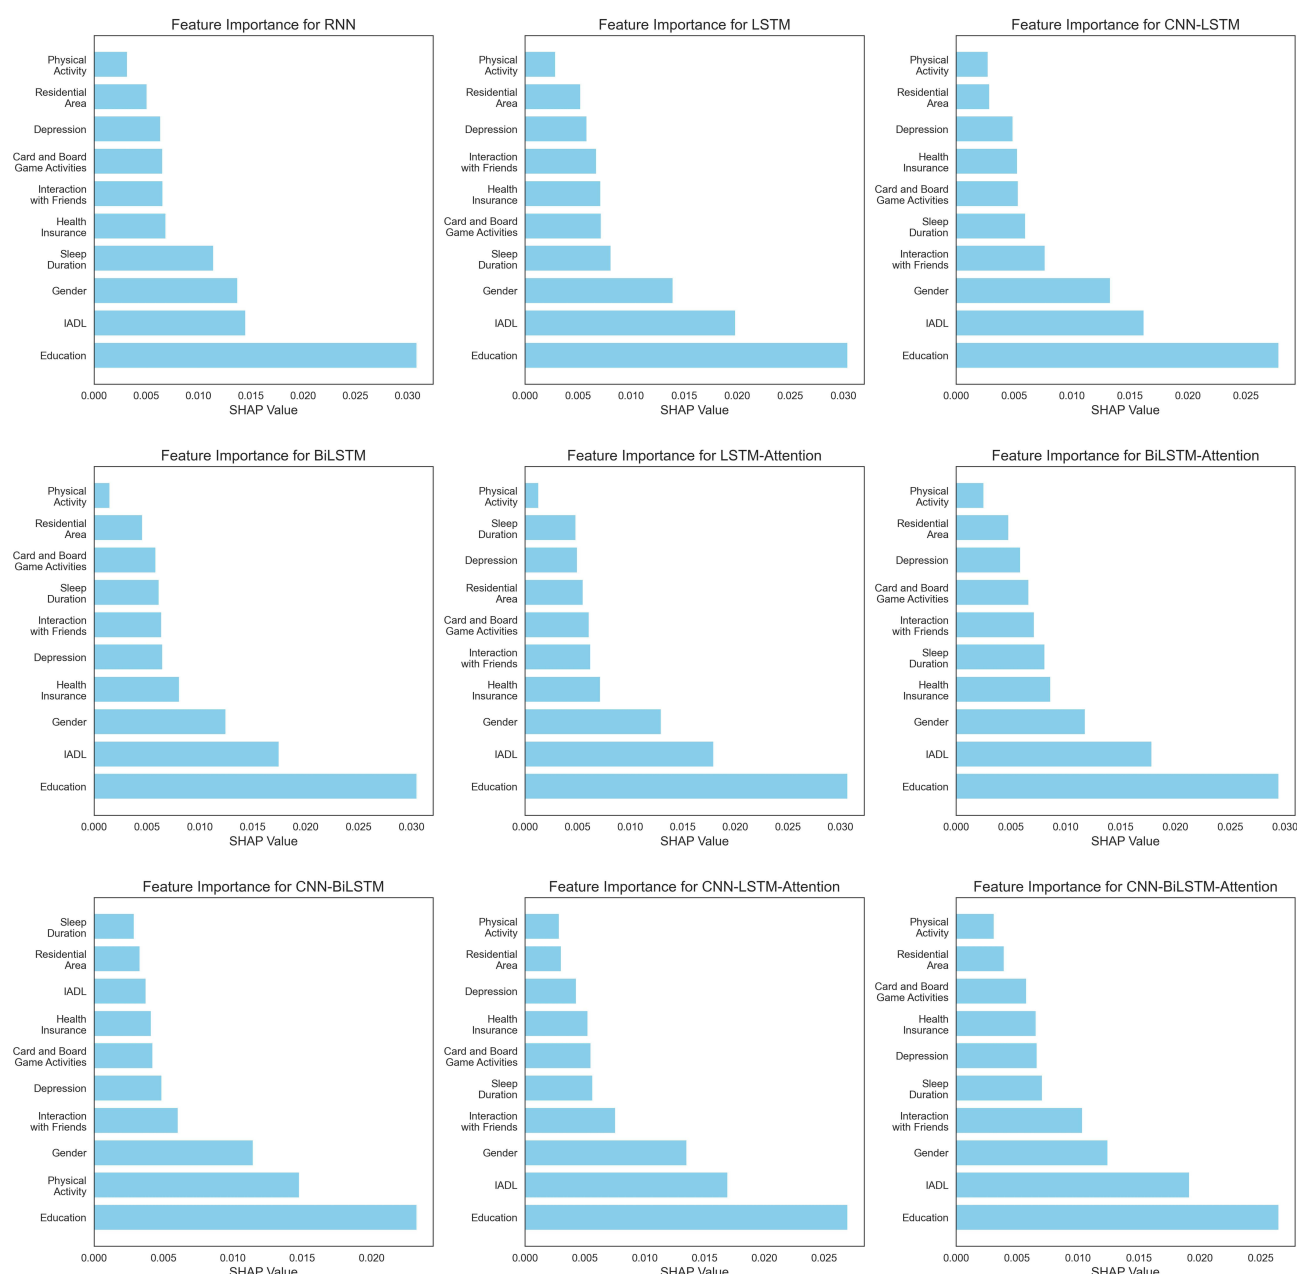 Feature Importance for RNN
Physical
Activity
Residential
Area
Depression
Card and Board
Game Activities
Interaction
with Friends
Health
Insurance
Sleep
Duration
Gender
IADL
Education
0.000 0.005 0.010 0.015 0.020 0.025 0.030
SHAP Value
Feature Importance for LSTM
Physical
Activity
Residential
Area
Depression
Interaction
with Friends
Health
Insurance
Card and Board
Game Activities
Sleep
Duration
Gender
IADL
Education
0.000 0.005 0.010 0.015 0.020 0.025 0.030
SHAP Value
Feature Importance for CNN-LSTM
Physical
Activity
Residential
Area
Depression
Health
Insurance
Card and Board
Game Activities
Sleep
Duration
Interaction
with Friends
Gender
IADL
Education
0.000 0.005 0.010 0.015 0.020 0.025
SHAP Value
Feature Importance for BiLSTM
Physical
Activity
Residential
Area
Card and Board
Game Activities
Sleep
Duration
Interaction
with Friends
Depression
Health
Insurance
Gender
IADL
Education
0.000 0.005 0.010 0.015 0.020 0.025 0.030
SHAP Value
Feature Importance for LSTM-Attention
Physical
Activity
Sleep
Duration
Depression
Residential
Area
Card and Board
Game Activities
Interaction
with Friends
Health
Insurance
Gender
IADL
Education
0.000 0.005 0.010 0.015 0.020 0.025 0.030
SHAP Value
Feature Importance for BiLSTM-Attention
Physical
Activity
Residential
Area
Depression
Card and Board
Game Activities
Interaction
with Friends
Sleep
Duration
Health
Insurance
Gender
IADL
Education
0.000 0.005 0.010 0.015 0.020 0.025 0.030
SHAP Value
Feature Importance for CNN-BiLSTM
Sleep
Duration
Residential
Area
IADL
Health
Insurance
Card and Board
Game Activities
Depression
Interaction
with Friends
Gender
Physical
Activity
Education
0.000 0.005 0.010 0.015 0.020
SHAP Value
Feature Importance for CNN-LSTM-Attention
Physical
Activity
Residential
Area
Depression
Health
Insurance
Card and Board
Game Activities
Sleep
Duration
Interaction
with Friends
Gender
IADL
Education
0.000 0.005 0.010 0.015 0.020 0.025
SHAP Value
Feature Importance for CNN-BiLSTM-Attention
Physical
Activity
Residential
Area
Card and Board
Game Activities
Health
Insurance
Depression
Sleep
Duration
Interaction
with Friends
Gender
IADL
Education
0.000 0.005 0.010 0.015 0.020 0.025
SHAP Value